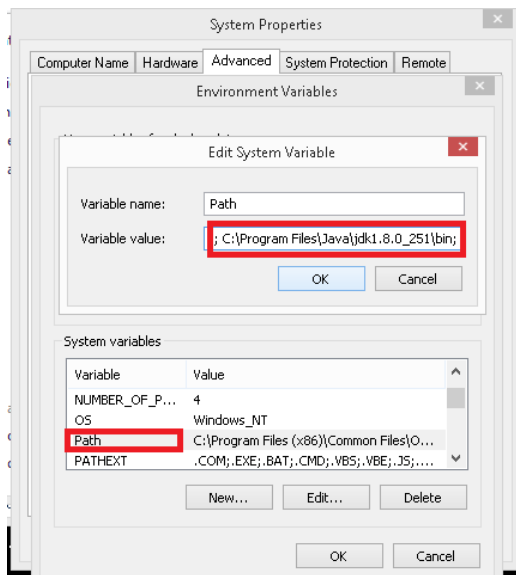 System Properties
Computer Name Hardware Advanced System Protection Remote
Environment Variables
Edit System Variable
Variable name: Path
Variable value: ; C:\Program Files\Java\jdk1.8.0_251\bin;
OK Cancel
System variables
Variable Value
NUMBER_OF_P... 4
OS Windows_NT
Path C:\Program Files (x86)\Common Files\O...
PATHEXT .COM;.EXE;.BAT;.CMD;.VBS;.VBE;.JS;....
New... Edit... Delete
OK Cancel